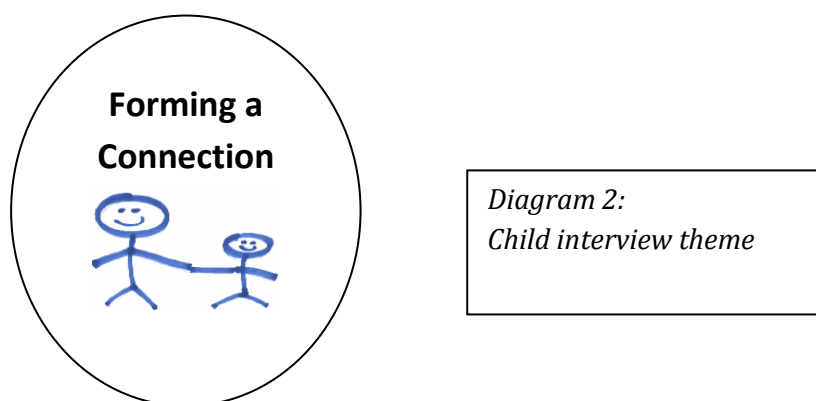 Forming a
Connection
Diagram 2:
Child interview theme